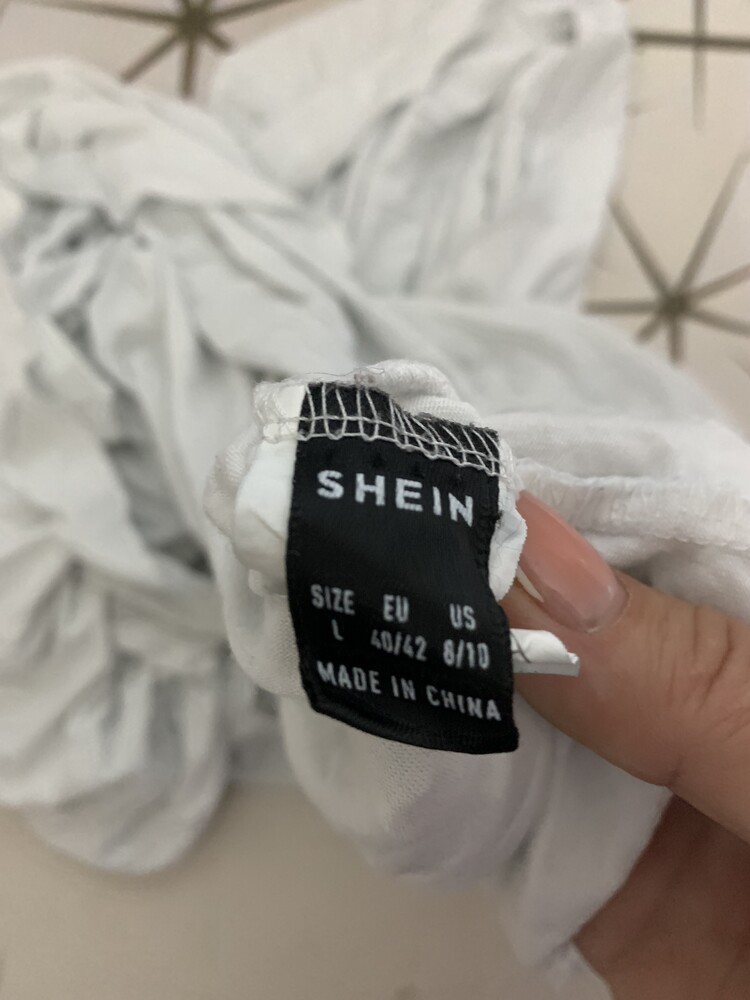 SHEIN
SIZE EU US
L 40/42 8/10
MADE IN CHINA